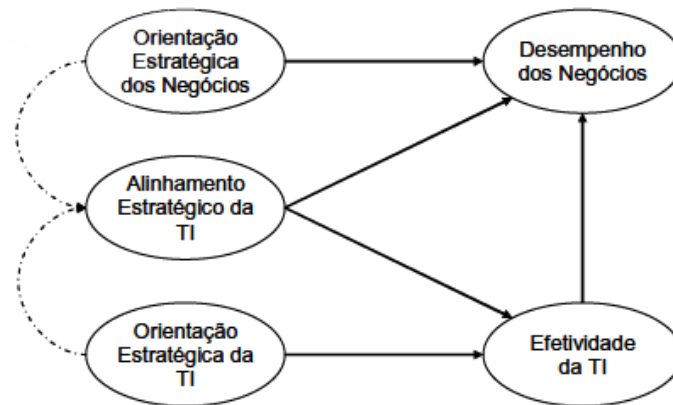 Orientação
Estratégica
dos Negócios
Desempenho
dos Negócios
Alinhamento
Estratégico da
TI
Orientação
Estratégica da
TI
Efetividade
da TI